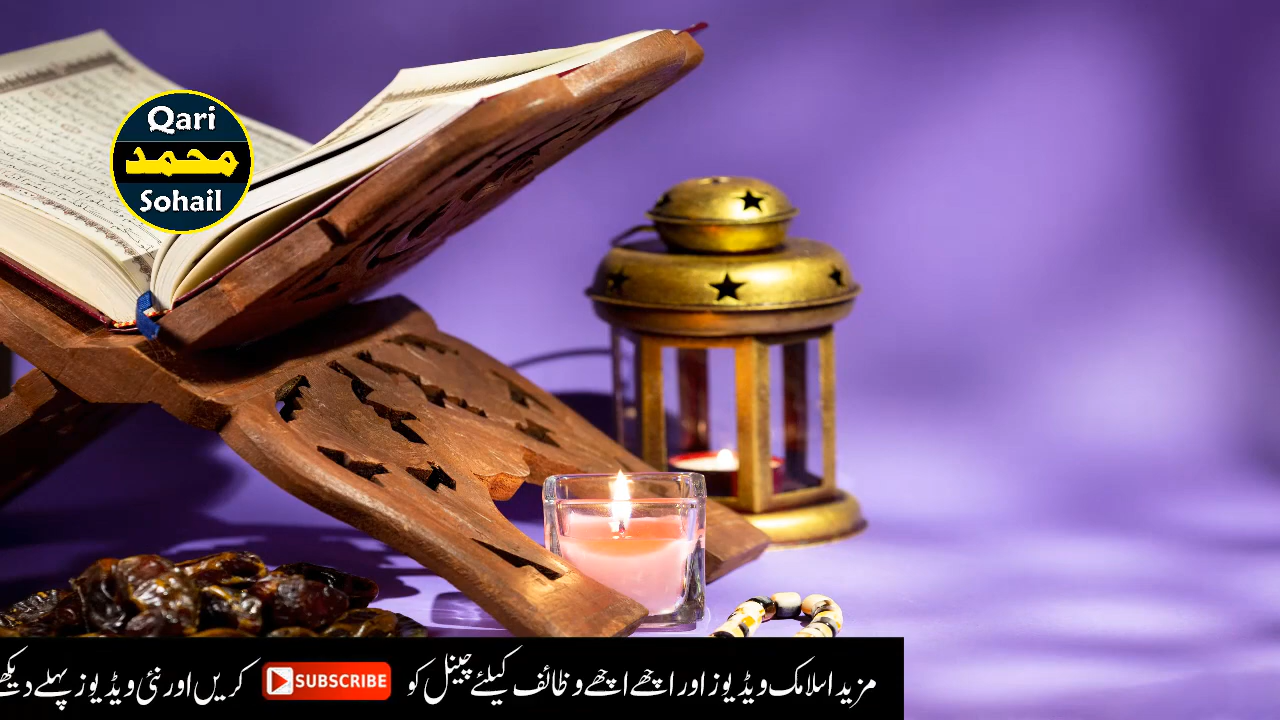 Qari
محمد
Sohail
مزید اسلامک ویڈیوز اور اچھے اچھے وظائف کیلئے چینل کو SUBSCRIBE کریں اور نئی ویڈیوز پہلے